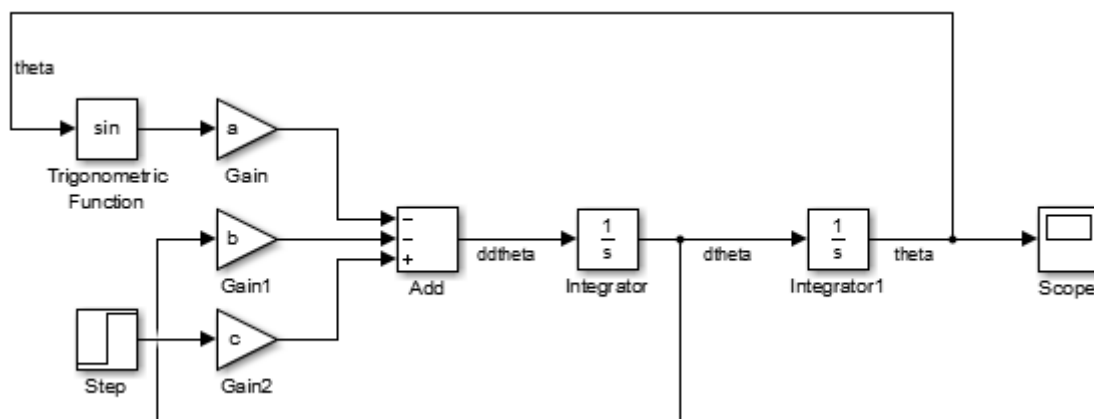 theta
sin
a
Trigonometric
Function
Gain
b
Gain1
−
−
+
Add
ddtheta
1
s
Integrator
dtheta
1
s
Integrator1
theta
Scope
Step
c
Gain2